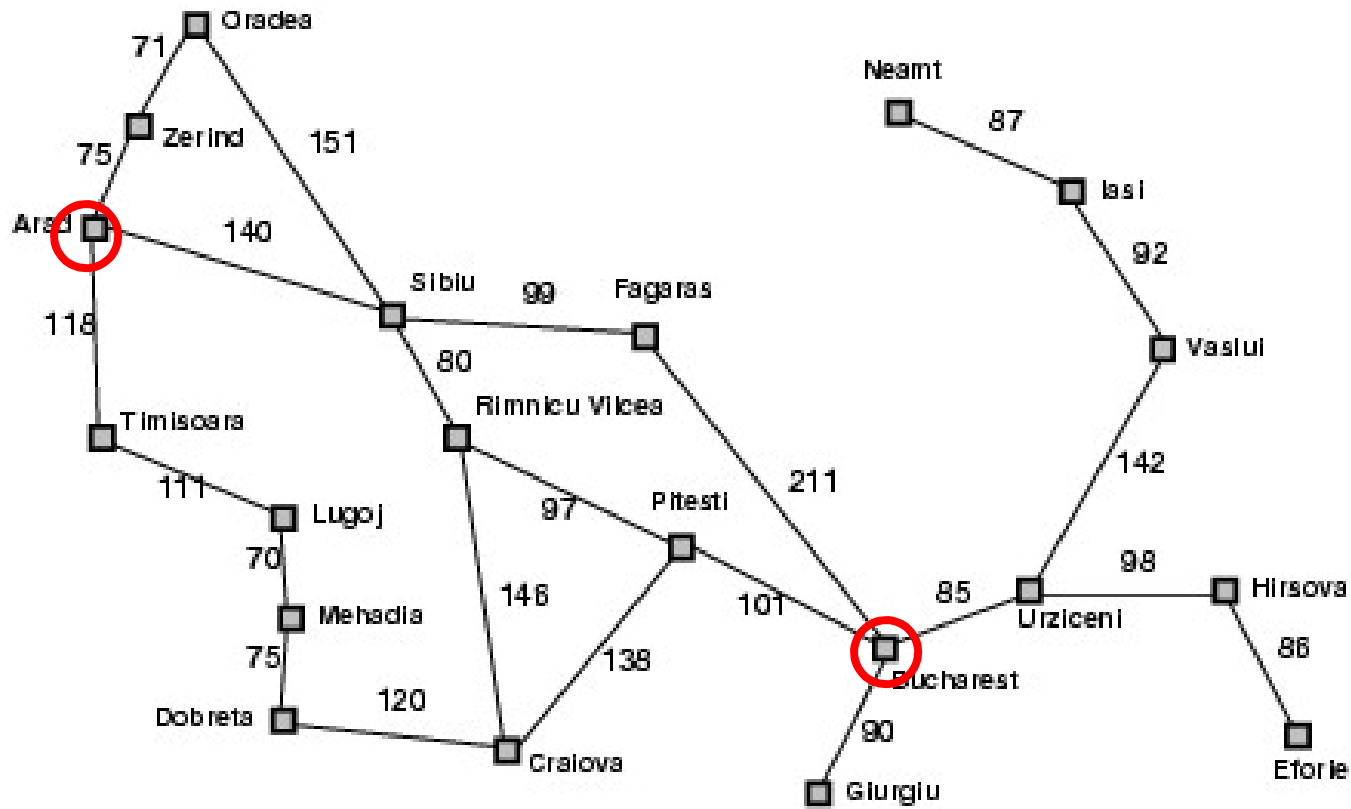 Oradea
71
Neamt
87
Zerind
151
75
Iasi
Arad
140
92
Sibiu
99
Fagaras
118
80
Vaslui
Timisoara
Rimnicu Vilcea
142
211
111
Pitesti
Lugoj
97
70
98
146
101
85
Hirsova
Mehadia
Urziceni
86
75
138
Bucharest
120
Dobreta
90
Craiova
Eforie
Giurgiu